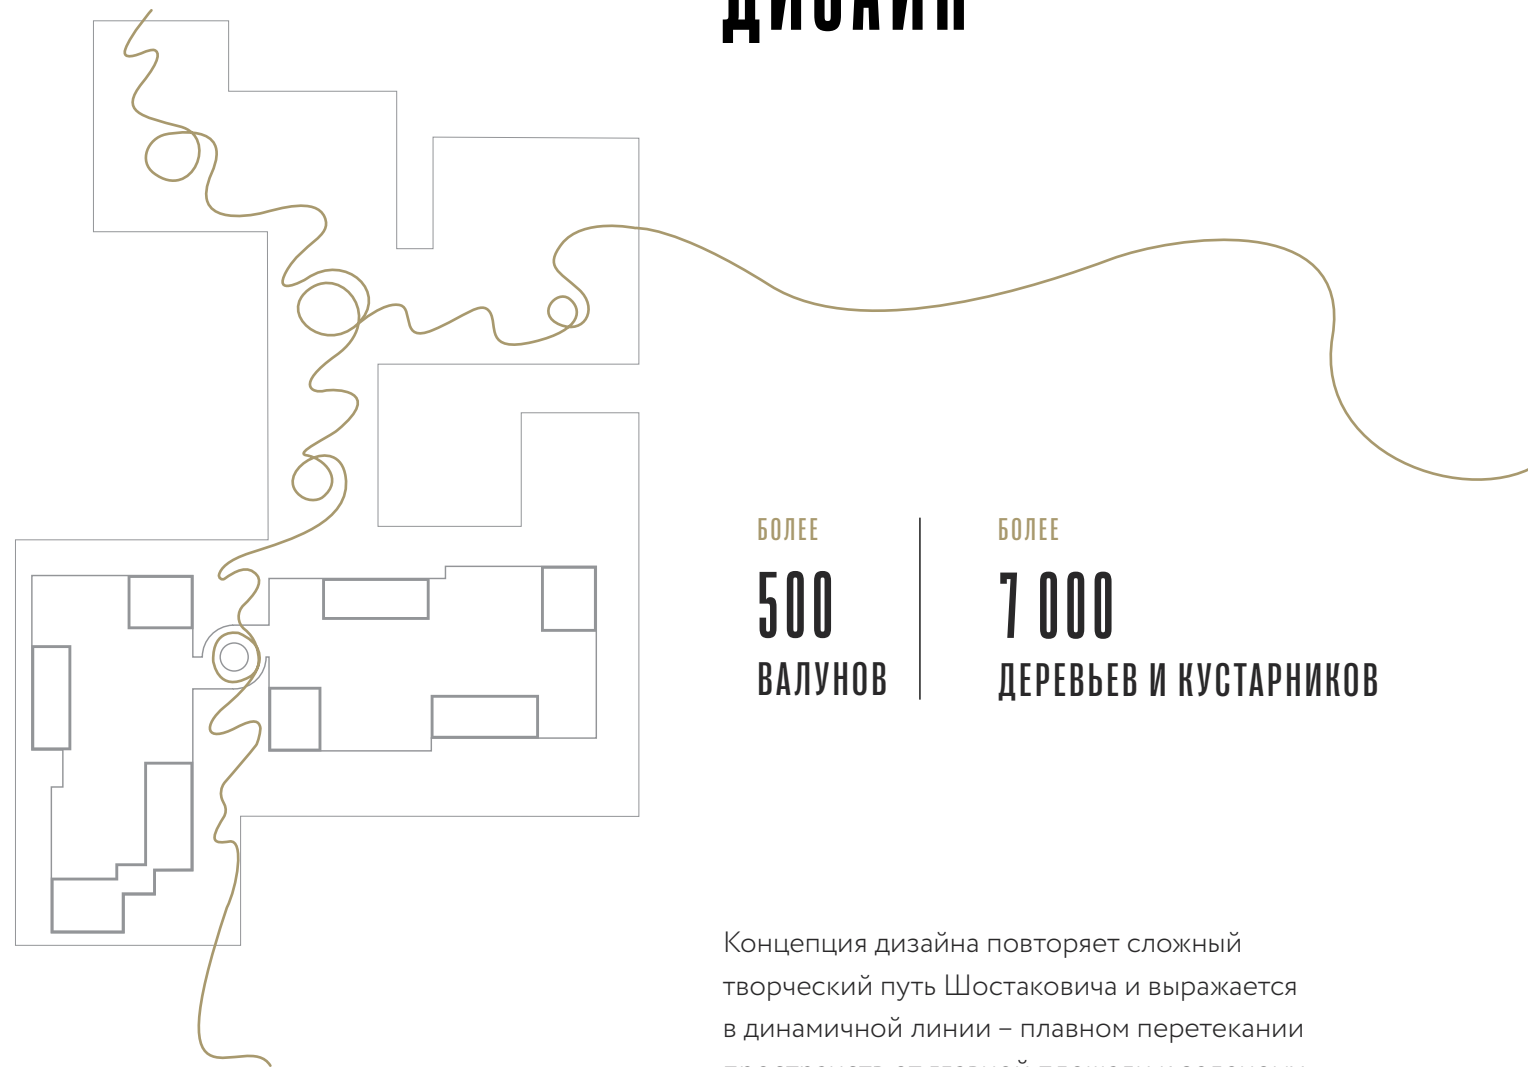 ДИЗАЙН
БОЛЕЕ
500
ВАЛУНОВ
БОЛЕЕ
7 000
ДЕРЕВЬЕВ И КУСТАРНИКОВ
Концепция дизайна повторяет сложный
творческий путь Шостаковича и выражается
в динамичной линии – плавном перетекании